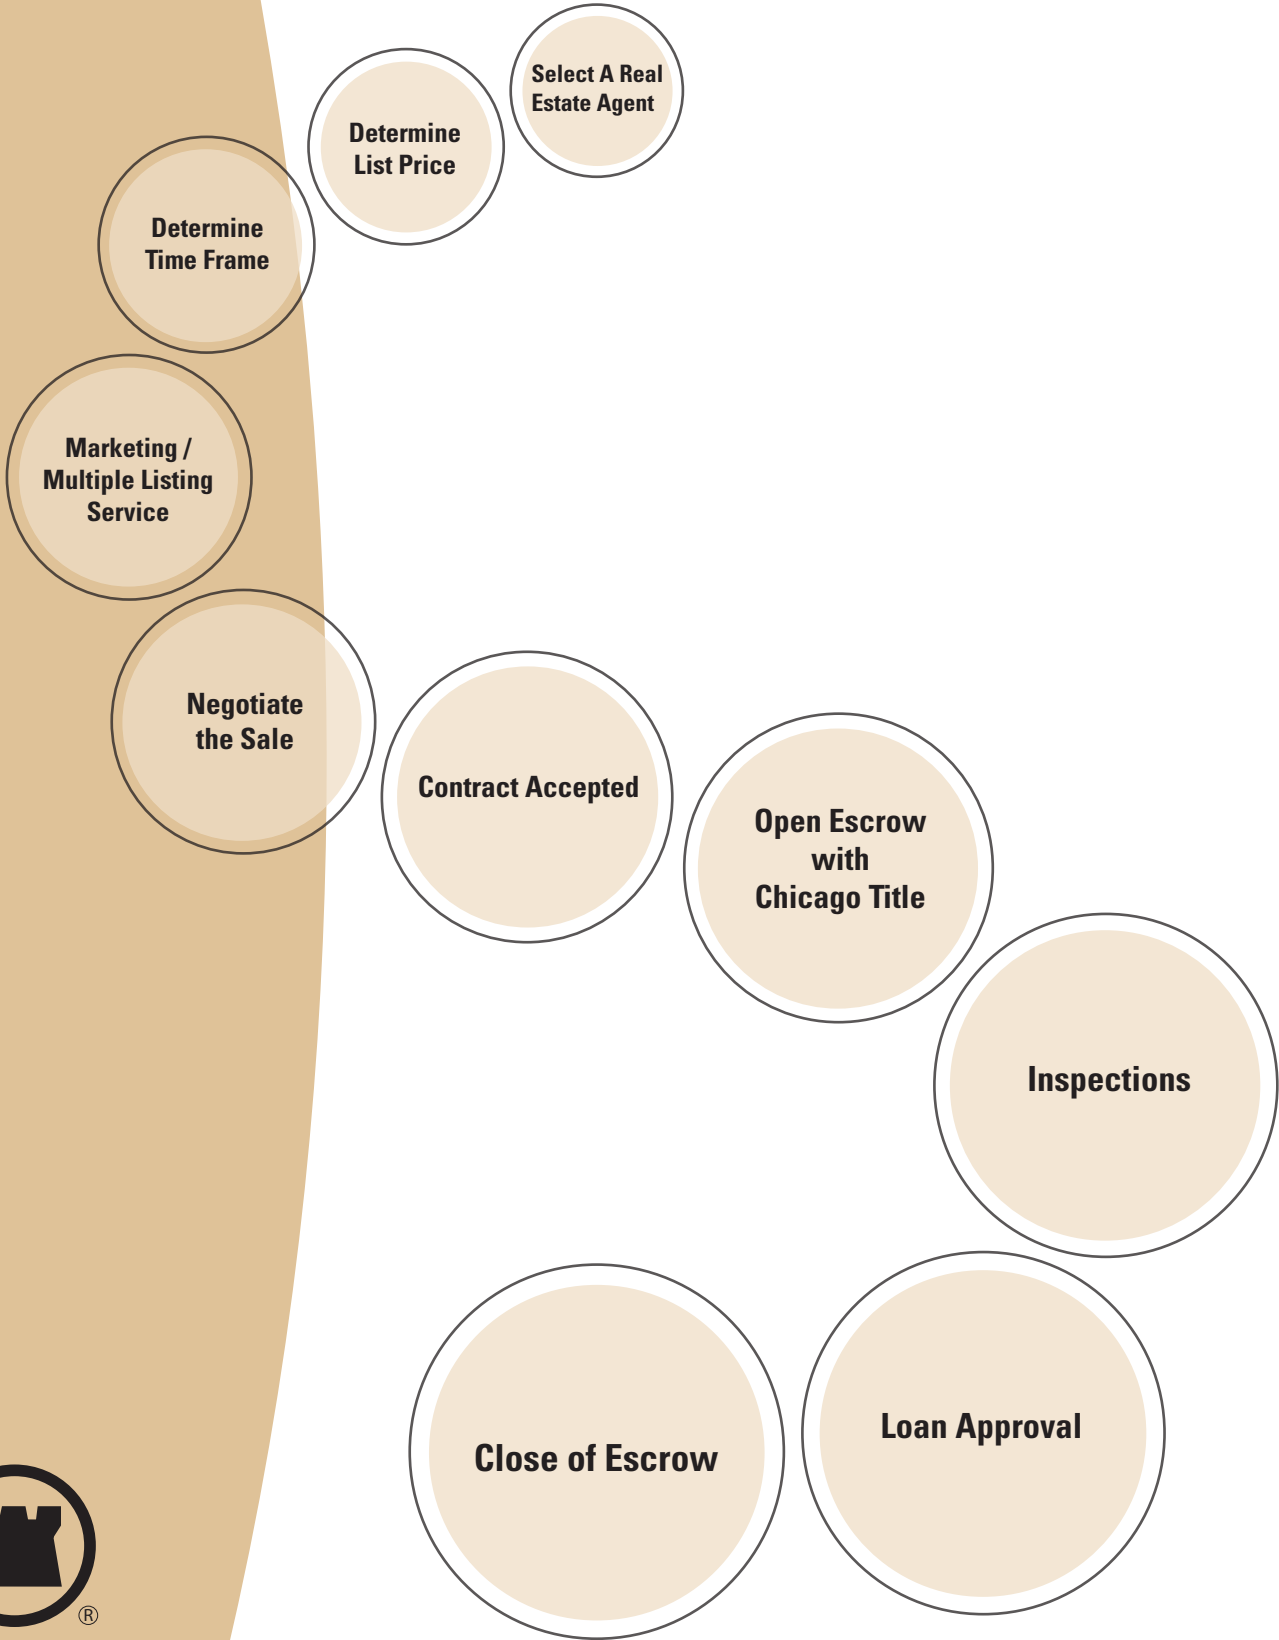 Select A Real
Estate Agent
Determine
List Price
Determine
Time Frame
Marketing /
Multiple Listing
Service
Negotiate
the Sale
Contract Accepted
Open Escrow
with
Chicago Title
Inspections
Loan Approval
Close of Escrow
®